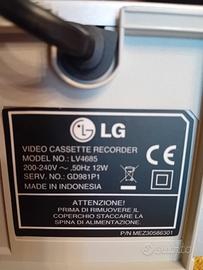 LG
VIDEO CASSETTE RECORDER
MODEL NO.: LV4685
200-240V ~ ,50Hz 12W
SERV. NO.: GD981P1
MADE IN INDONESIA
ATTENZIONE!
PRIMA DI RIMUOVERE IL
COPERCHIO STACCARE LA
SPINA DI ALIMENTAZIONE.
P/N MEZ30586301
subito